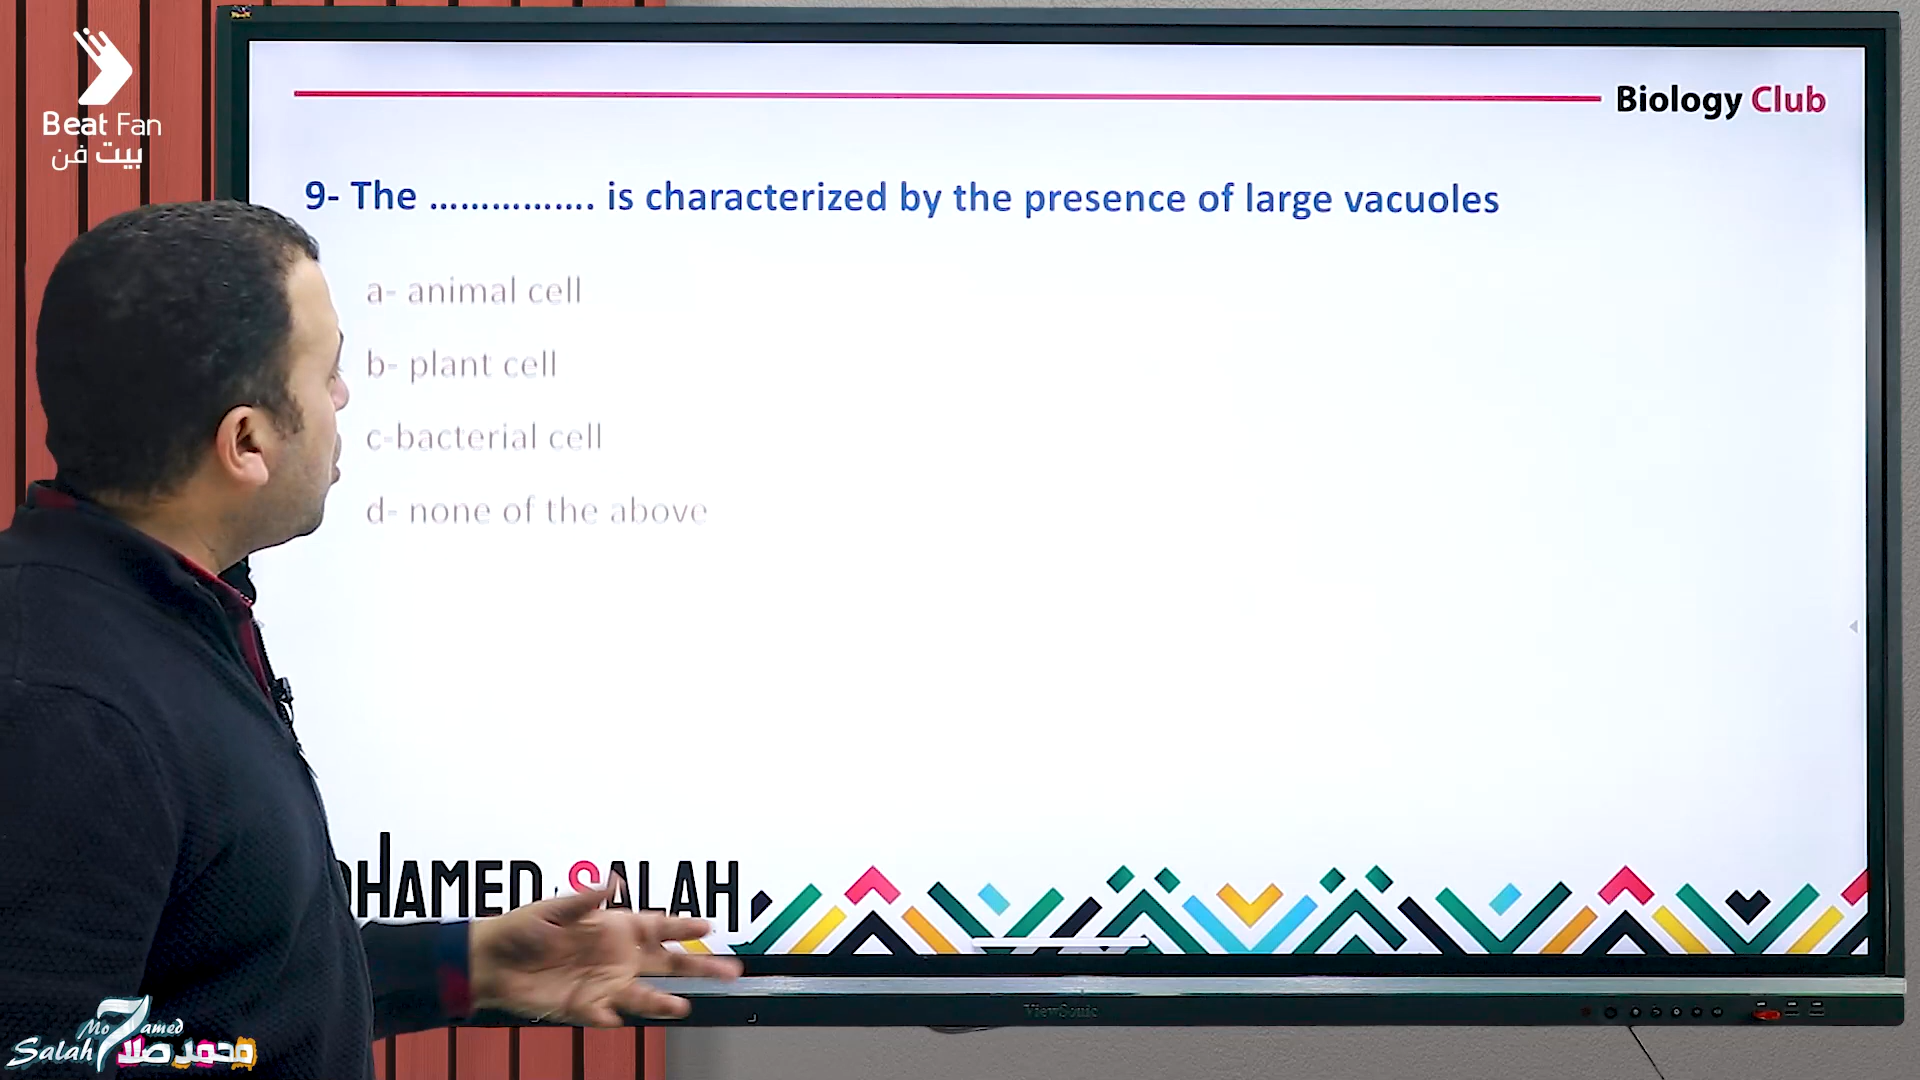 Beat Fan
بيت فن
Biology Club
9- The ................ is characterized by the presence of large vacuoles
a- animal cell
b- plant cell
c-bacterial cell
d- none of the above
OHAMED SALAH
ViewSonic
Mo7amed
Salah
محمد صلاح